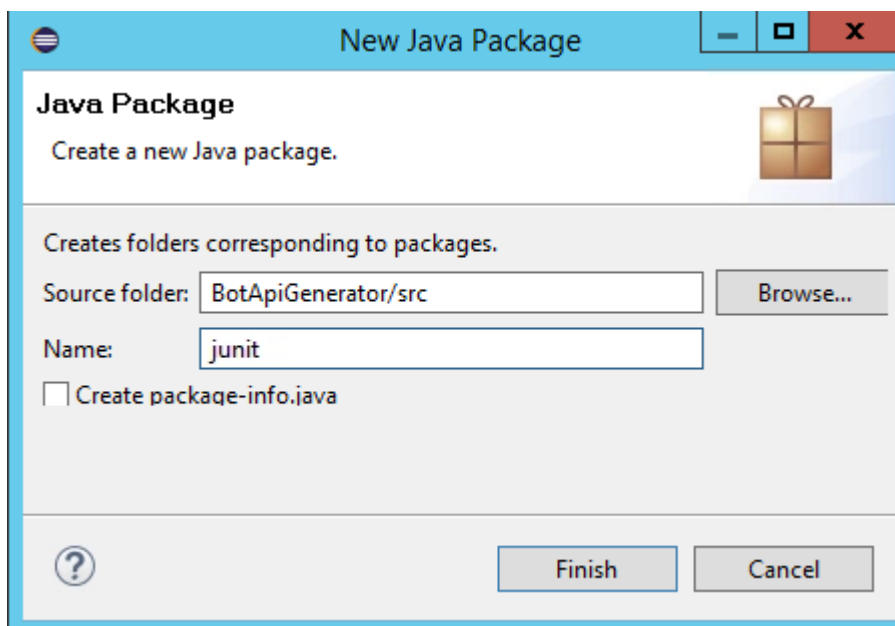 New Java Package
Java Package
Create a new Java package.
Creates folders corresponding to packages.
Source folder: BotApiGenerator/src Browse...
Name: junit
Create package-info.java
Finish Cancel